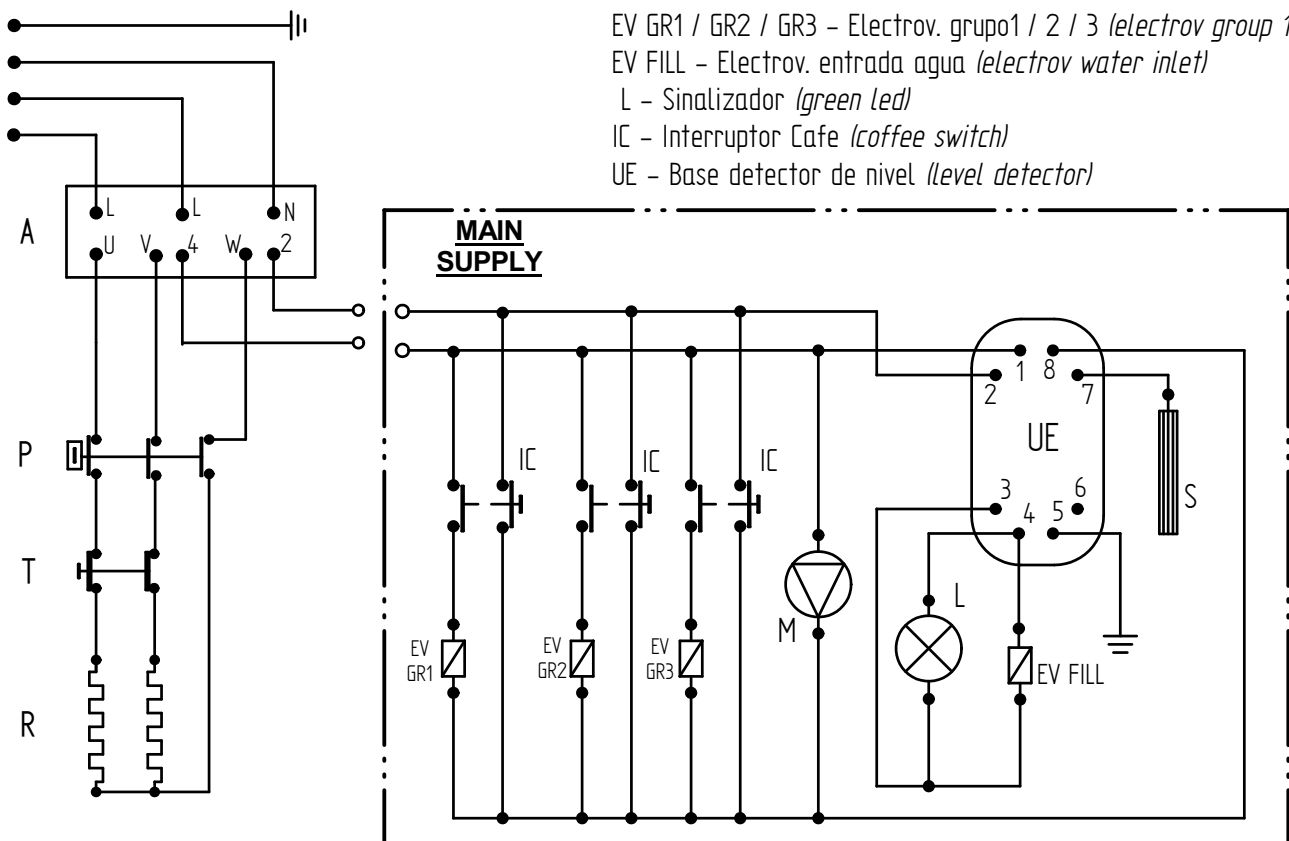 EV GR1 / GR2 / GR3 – Electrov. grupo1 / 2 / 3 (electrov group 1
EV FILL – Electrov. entrada agua (electrov water inlet)
L – Sinalizador (green led)
IC – Interruptor Cafe (coffee switch)
UE – Base detector de nivel (level detector)
A
L L N
U V 4 W 2
MAIN
SUPPLY
1 8
2 7
UE
3 6
4 5
S
P
IC IC IC
T
M
L
EV
GR1
EV
GR2
EV
GR3
EV FILL
R